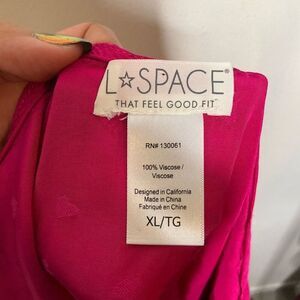 L☆SPACE®
THAT FEEL GOOD FIT™
RN# 130061
100% Viscose /
Viscose
Designed in California
Made in China
Fabriqué en Chine
XL/TG